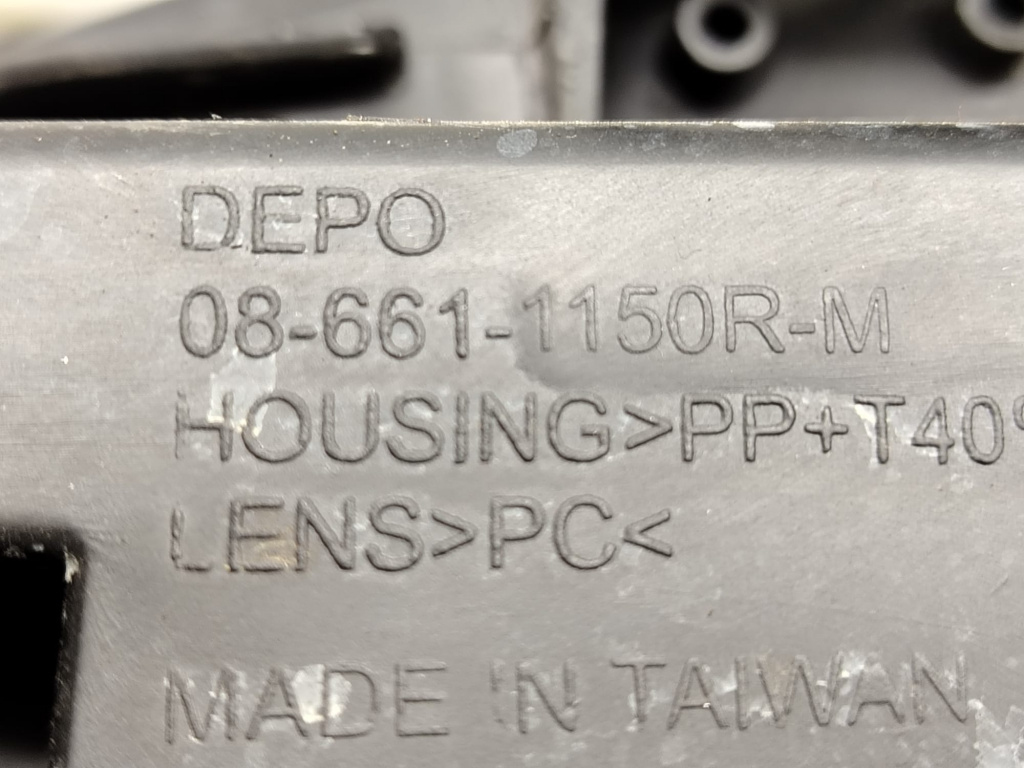 DEPO
08-661-1150R-M
HOUSING>PP+T40%
LENS>PC<
MADE IN TAIWAN